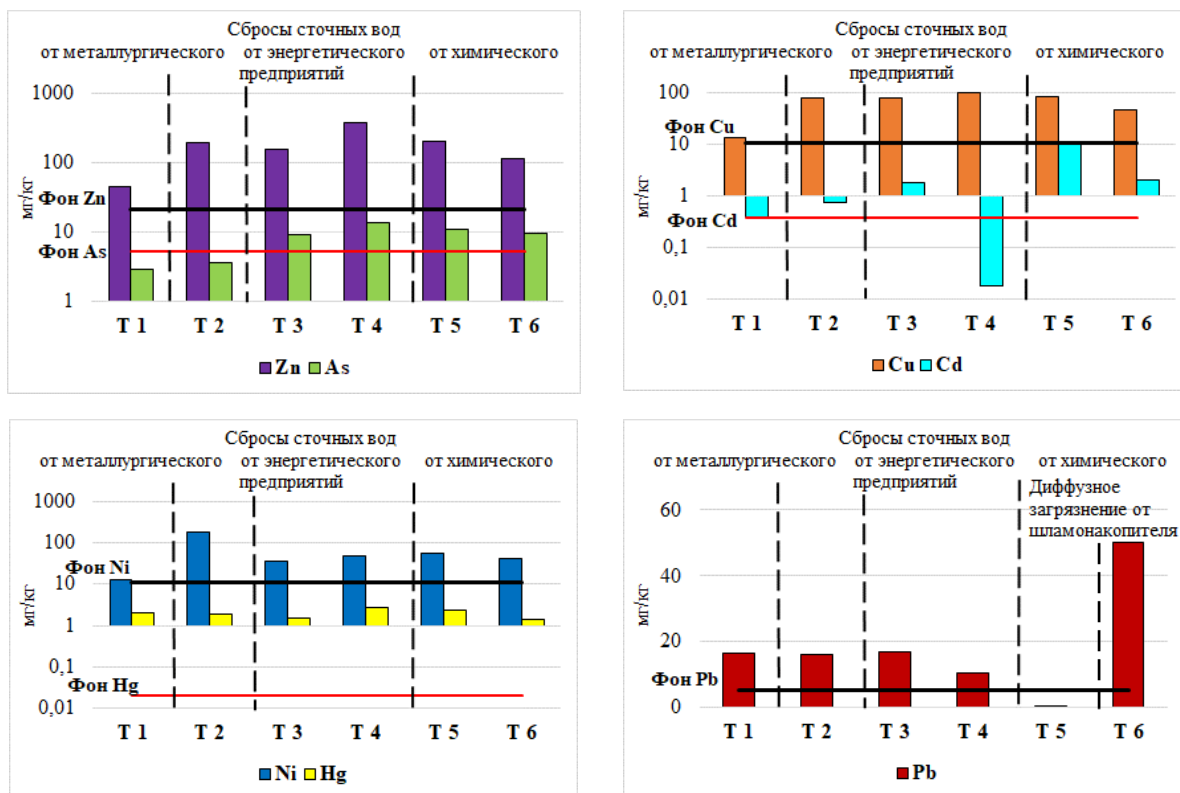 Сбросы сточных вод
от металлургического от энергетического от химического
предприятий
1000
100
10
1
мг/кг
Фон Zn
Фон As
Т 1 Т 2 Т 3 Т 4 Т 5 Т 6
Zn As
Сбросы сточных вод
от металлургического от энергетического от химического
предприятий
100
10
1
0,1
0,01
мг/кг
Фон Cu
Фон Cd
Т 1 Т 2 Т 3 Т 4 Т 5 Т 6
Cu Cd
Сбросы сточных вод
от металлургического от энергетического от химического
предприятий
1000
100
10
1
0,1
0,01
мг/кг
Фон Ni
Фон Hg
Т 1 Т 2 Т 3 Т 4 Т 5 Т 6
Ni Hg
Сбросы сточных вод
от металлургического от энергетического от химического
предприятий
Диффузное
загрязнение от
шламонакопителя
60
40
20
0
мг/кг
Фон Pb
Т 1 Т 2 Т 3 Т 4 Т 5 Т 6
Pb